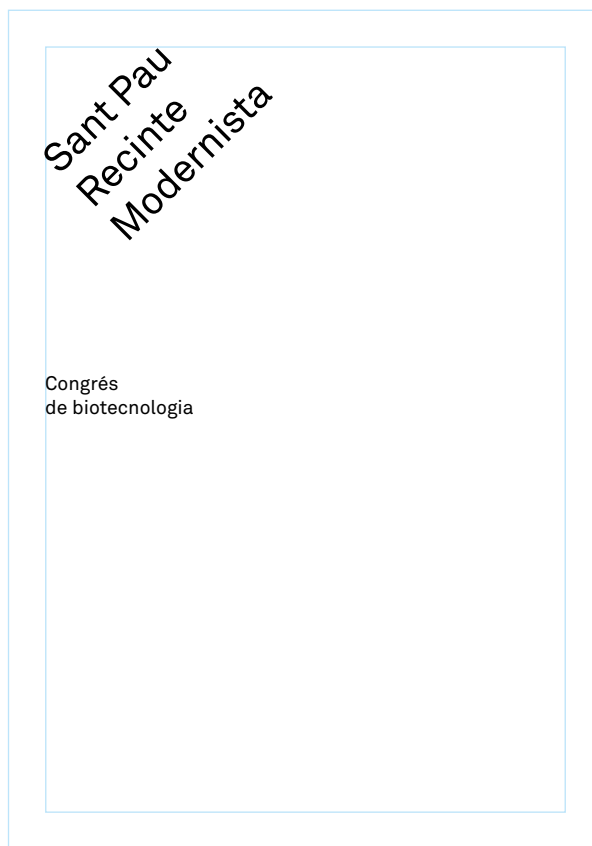 Sant Pau
Recinte
Modernista
Congrés
de biotecnologia